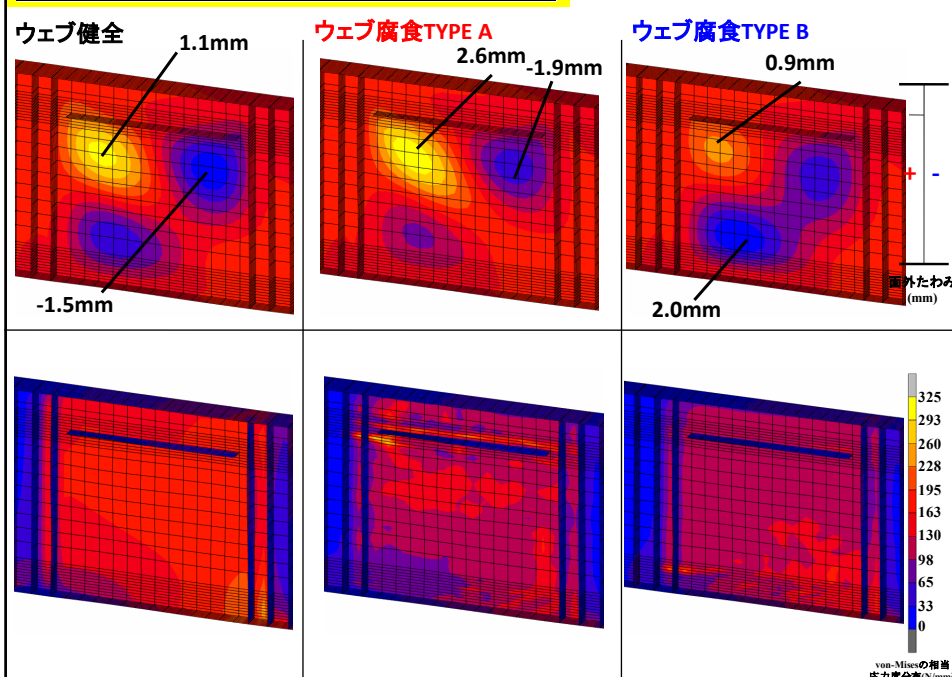 ウェブ健全
ウェブ腐食TYPE A
ウェブ腐食TYPE B
1.1mm
2.6mm
-1.9mm
0.9mm
+ -
-1.5mm
2.0mm
面外たわみ
(mm)
325
293
260
228
195
163
130
98
65
33
0
von-Misesの相当